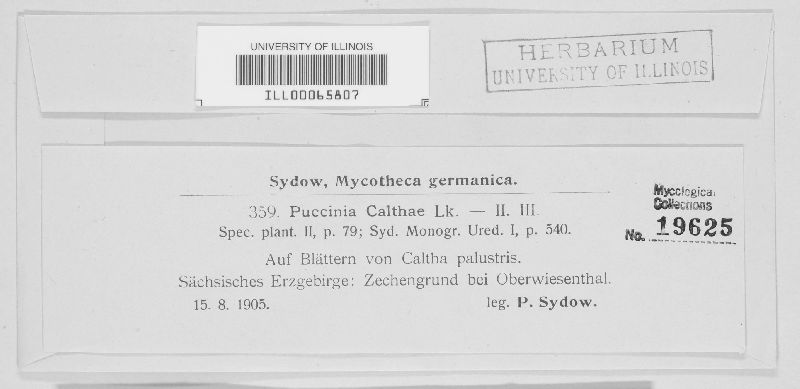 UNIVERSITY OF ILLINOIS
ILL00065807
HERBARIUM
UNIVERSITY OF ILLINOIS
Sydow, Mycotheca germanica.
359. Puccinia Calthae Lk. — II. III.
Spec. plant. II, p. 79; Syd. Monogr. Ured. I, p. 540.
Mycological
Collections
No. 19625
Auf Blättern von Caltha palustris.
Sächsisches Erzgebirge: Zechengrund bei Oberwiesenthal.
15. 8. 1905. leg. P. Sydow.